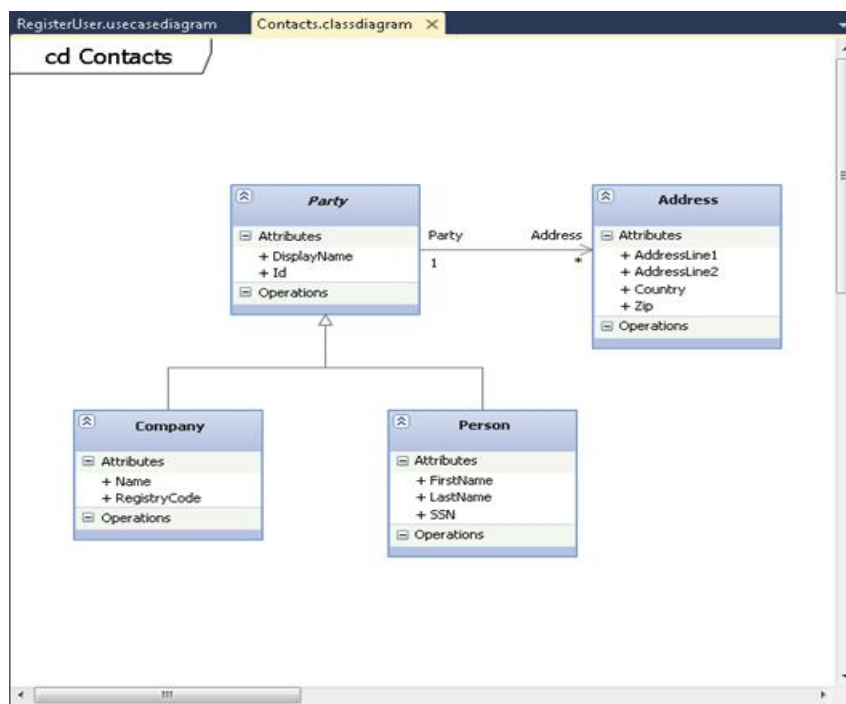 RegisterUser.usecasediagram
Contacts.classdiagram
cd Contacts
Party
Attributes
+ DisplayName
+ Id
Operations
Party
1
Address
*
Address
Attributes
+ AddressLine1
+ AddressLine2
+ Country
+ Zip
Operations
Company
Attributes
+ Name
+ RegistryCode
Operations
Person
Attributes
+ FirstName
+ LastName
+ SSN
Operations